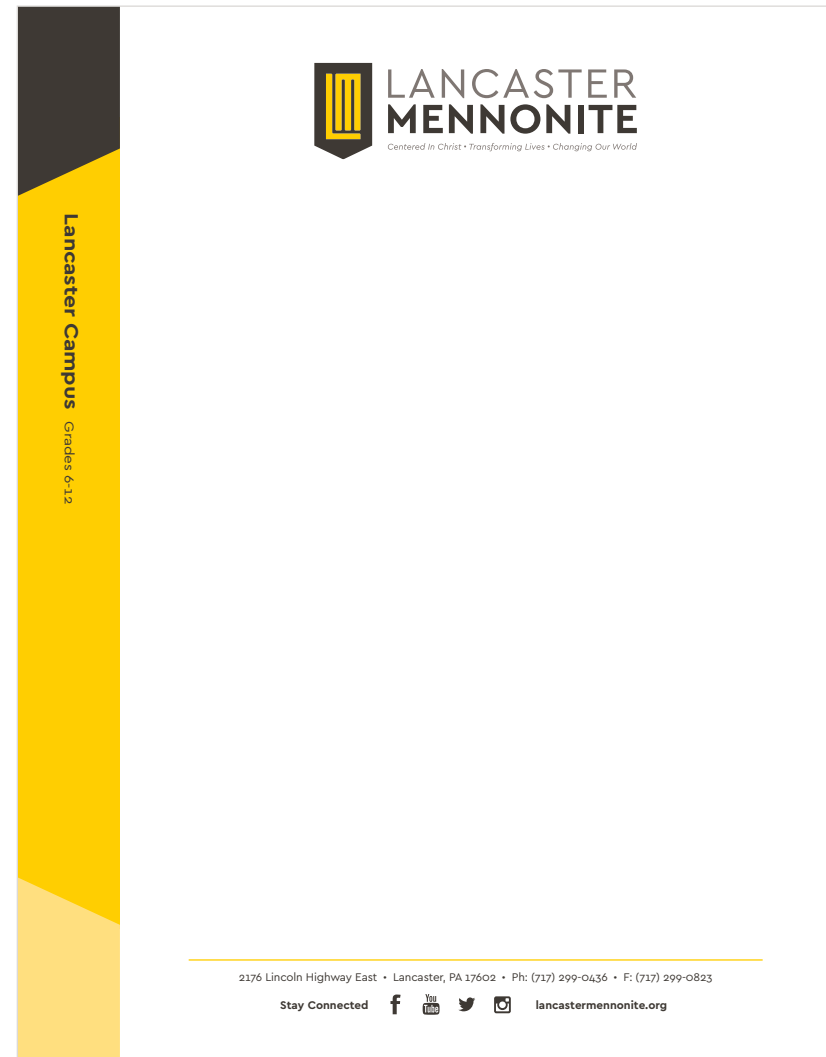 LANCASTER
MENNONITE
Centered In Christ • Transforming Lives • Changing Our World
Lancaster Campus Grades 6-12
2176 Lincoln Highway East • Lancaster, PA 17602 • Ph: (717) 299-0436 • F: (717) 299-0823
Stay Connected f You Tube lancastermennonite.org